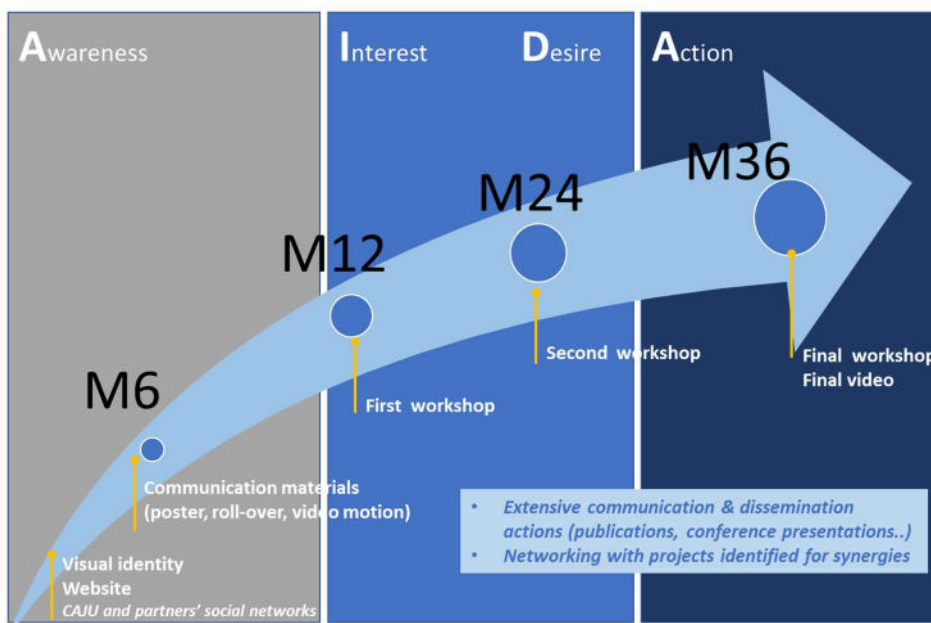 Awareness
Interest
Desire
Action
M36
M24
M12
M6
Second workshop
Final workshop
Final video
First workshop
Communication materials
(poster, roll-over, video motion)
• Extensive communication & dissemination
actions (publications, conference presentations..)
• Networking with projects identified for synergies
Visual identity
Website
CAJU and partners' social networks